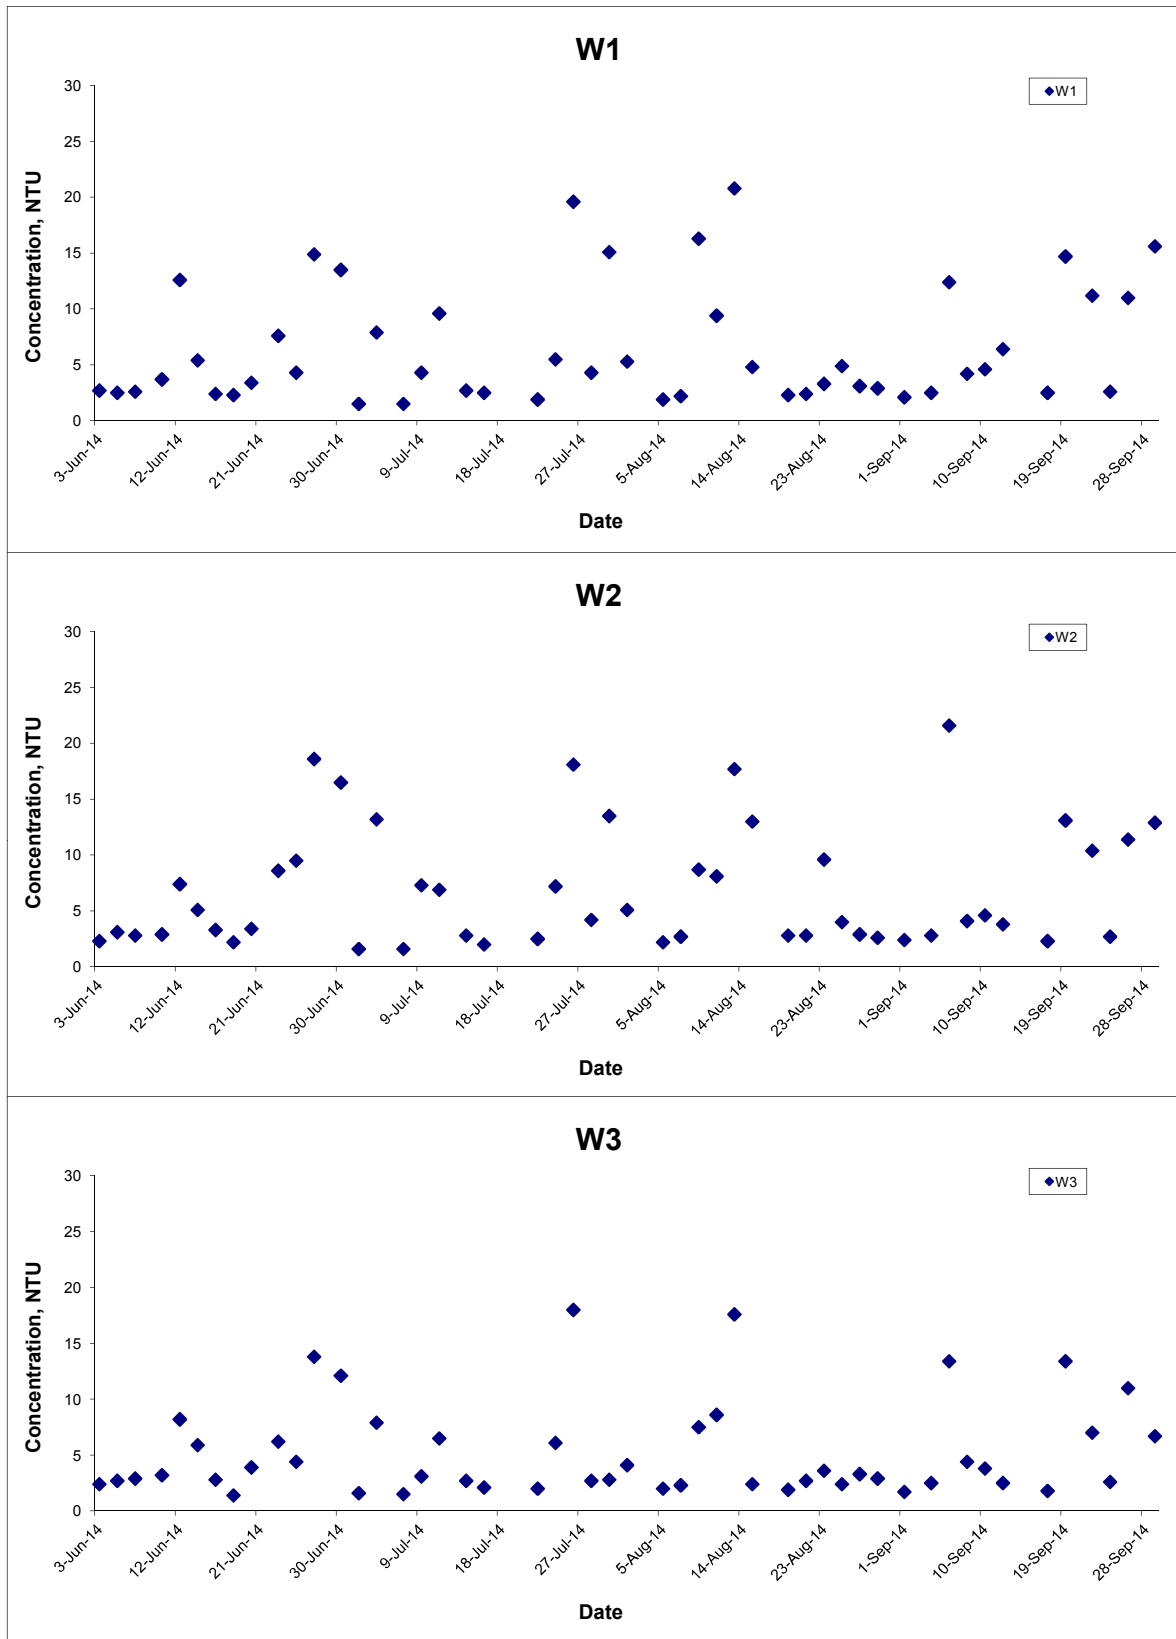 W1
W1
Concentration, NTU
30
25
20
15
10
5
0
3-Jun-14
12-Jun-14
21-Jun-14
30-Jun-14
9-Jul-14
18-Jul-14
27-Jul-14
5-Aug-14
14-Aug-14
23-Aug-14
1-Sep-14
10-Sep-14
19-Sep-14
28-Sep-14
Date
W2
W2
Concentration, NTU
30
25
20
15
10
5
0
3-Jun-14
12-Jun-14
21-Jun-14
30-Jun-14
9-Jul-14
18-Jul-14
27-Jul-14
5-Aug-14
14-Aug-14
23-Aug-14
1-Sep-14
10-Sep-14
19-Sep-14
28-Sep-14
Date
W3
W3
Concentration, NTU
30
25
20
15
10
5
0
3-Jun-14
12-Jun-14
21-Jun-14
30-Jun-14
9-Jul-14
18-Jul-14
27-Jul-14
5-Aug-14
14-Aug-14
23-Aug-14
1-Sep-14
10-Sep-14
19-Sep-14
28-Sep-14
Date